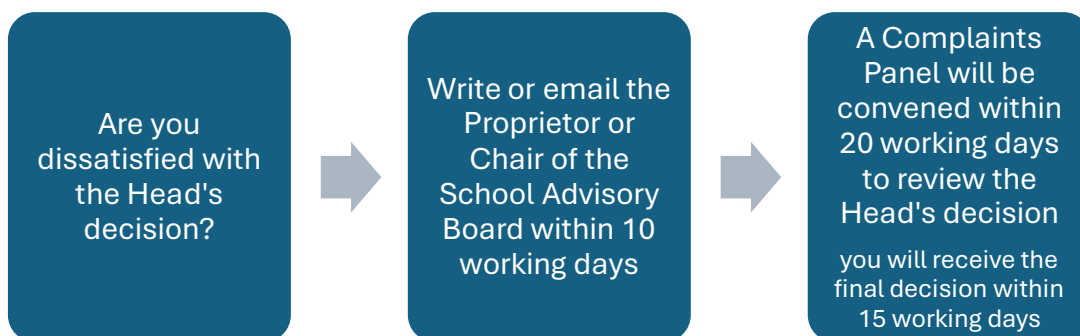 Are you
dissatisfied with
the Head's
decision?
Write or email the
Proprietor or
Chair of the
School Advisory
Board within 10
working days
A Complaints
Panel will be
convened within
20 working days
to review the
Head's decision
you will receive the
final decision within
15 working days